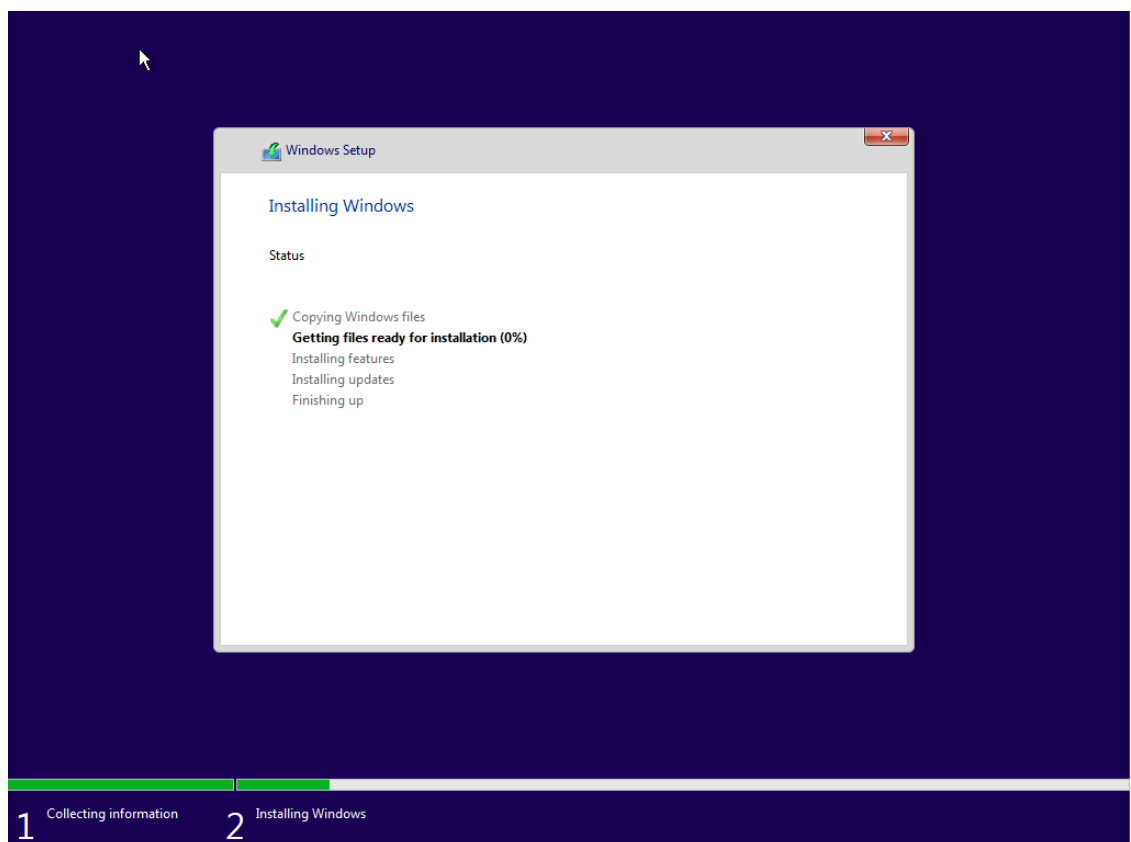 Windows Setup
Installing Windows
Status
Copying Windows files
Getting files ready for installation (0%)
Installing features
Installing updates
Finishing up
1 Collecting information 2 Installing Windows